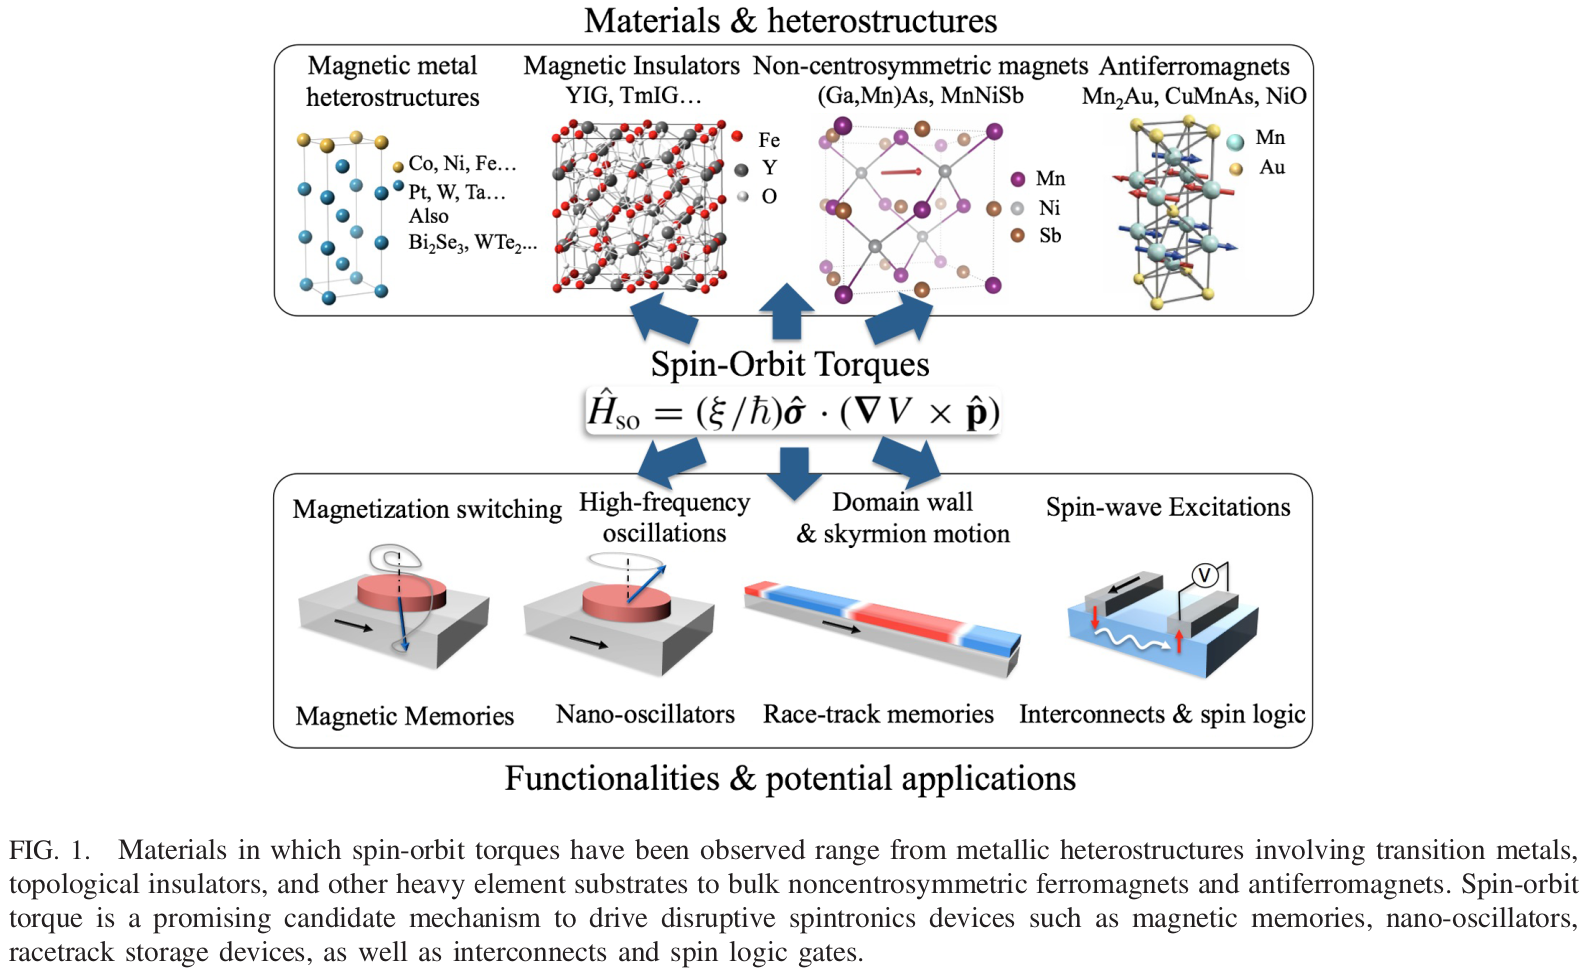 Materials & heterostructures
Magnetic metal
heterostructures
Magnetic Insulators
YIG, TmIG…
Non-centrosymmetric magnets
(Ga,Mn)As, MnNiSb
Antiferromagnets
Mn₂Au, CuMnAs, NiO
Co, Ni, Fe…
Pt, W, Ta…
Also
Bi₂Se₃, WTe₂...
Fe
Y
O
Mn
Ni
Sb
Mn
Au
Spin-Orbit Torques
Ĥₛₒ = (ξ/ħ)σ̂ · (∇V × p̂)
Magnetization switching
High-frequency
oscillations
Domain wall
& skyrmion motion
Spin-wave Excitations
V
Magnetic Memories
Nano-oscillators
Race-track memories
Interconnects & spin logic
Functionalities & potential applications
FIG. 1. Materials in which spin-orbit torques have been observed range from metallic heterostructures involving transition metals,
topological insulators, and other heavy element substrates to bulk noncentrosymmetric ferromagnets and antiferromagnets. Spin-orbit
torque is a promising candidate mechanism to drive disruptive spintronics devices such as magnetic memories, nano-oscillators,
racetrack storage devices, as well as interconnects and spin logic gates.